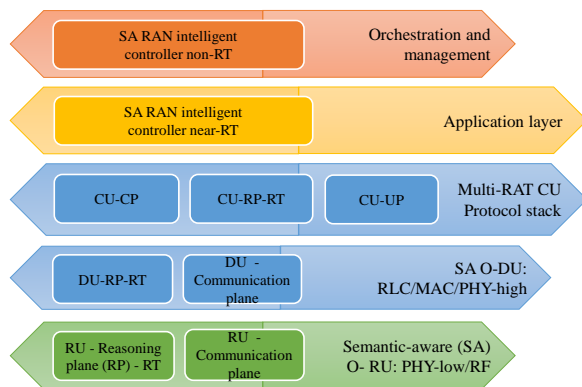 SA RAN intelligent
controller non-RT
Orchestration and
management
SA RAN intelligent
controller near-RT
Application layer
CU-CP
CU-RP-RT
CU-UP
Multi-RAT CU
Protocol stack
DU-RP-RT
DU -
Communication
plane
SA O-DU:
RLC/MAC/PHY-high
RU - Reasoning
plane (RP) - RT
RU -
Communication
plane
Semantic-aware (SA)
O- RU: PHY-low/RF